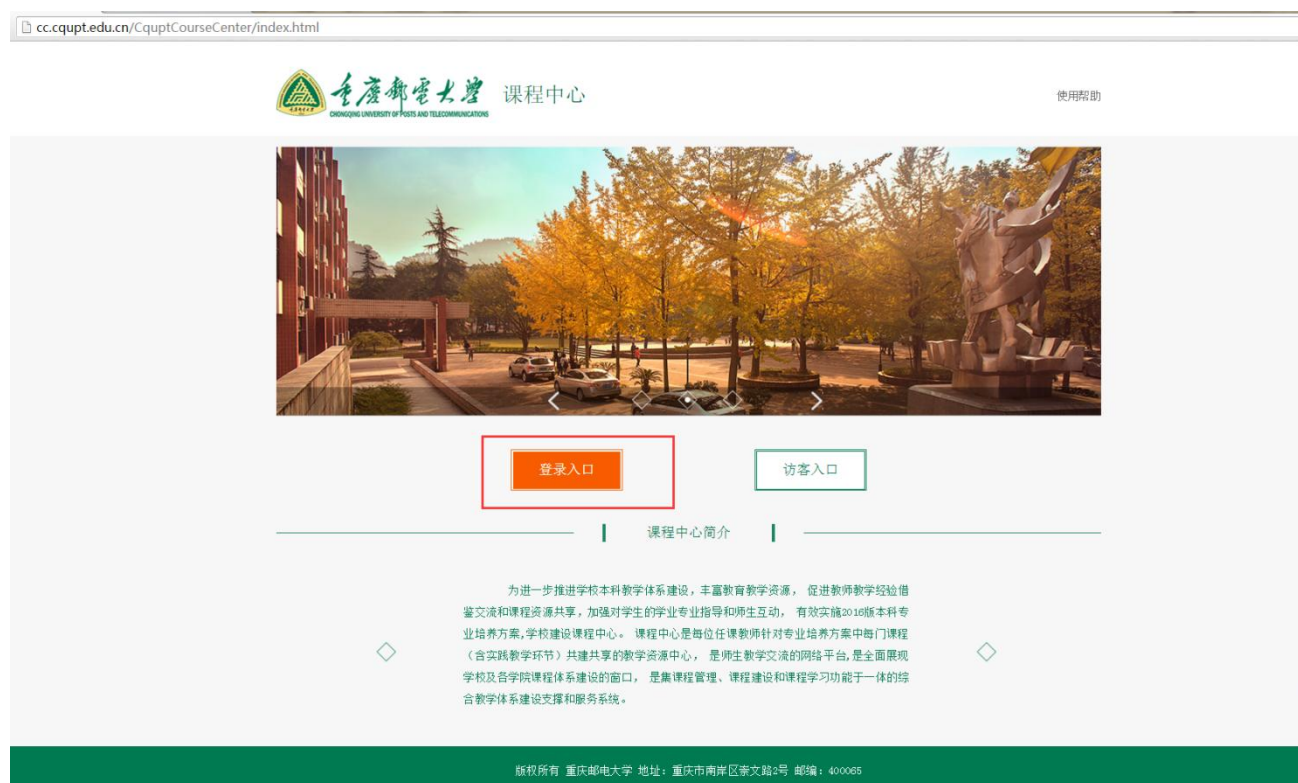 cc.cqupt.edu.cn/CquptCourseCenter/index.html
重慶郵電大學 课程中心
CHONGQING UNIVERSITY OF POSTS AND TELECOMMUNICATIONS
使用帮助
登录入口
访客入口
课程中心简介
为进一步推进学校本科教学体系建设，丰富教育教学资源， 促进教师教学经验借
鉴交流和课程资源共享，加强对学生的学业专业指导和师生互动， 有效实施2016版本科专
业培养方案,学校建设课程中心。 课程中心是每位任课教师针对专业培养方案中每门课程
（含实践教学环节）共建共享的教学资源中心， 是师生教学交流的网络平台,是全面展现
学校及各学院课程体系建设的窗口， 是集课程管理、课程建设和课程学习功能于一体的综
合教学体系建设支撑和服务系统。
版权所有 重庆邮电大学 地址：重庆市南岸区崇文路2号 邮编：400065